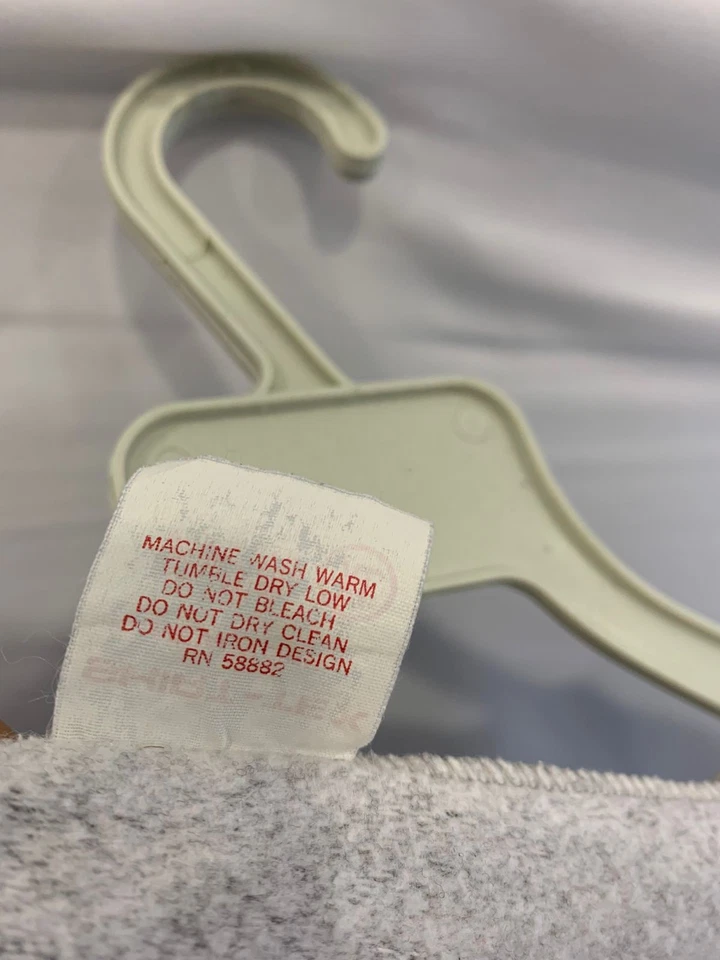 MACHINE WASH WARM
TUMBLE DRY LOW
DO NOT BLEACH
DO NOT DRY CLEAN
DO NOT IRON DESIGN
RN 58882